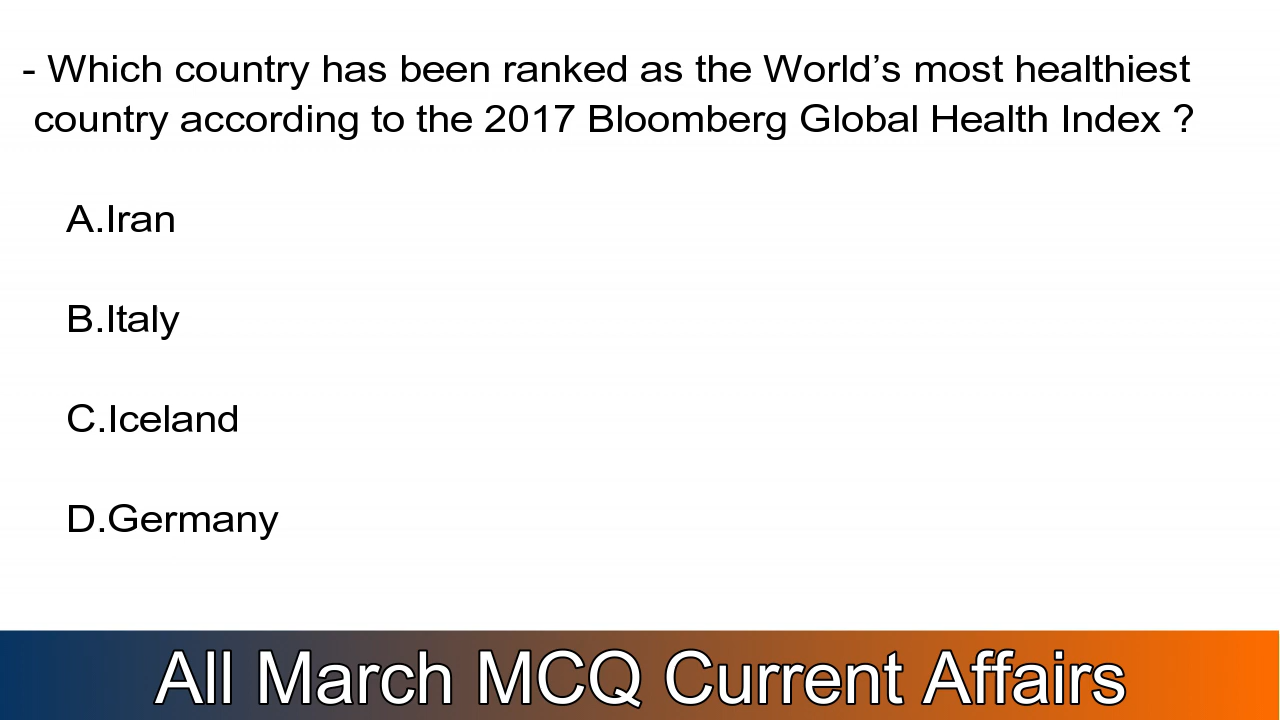 - Which country has been ranked as the World’s most healthiest
country according to the 2017 Bloomberg Global Health Index ?
A.Iran
B.Italy
C.Iceland
D.Germany
All March MCQ Current Affairs